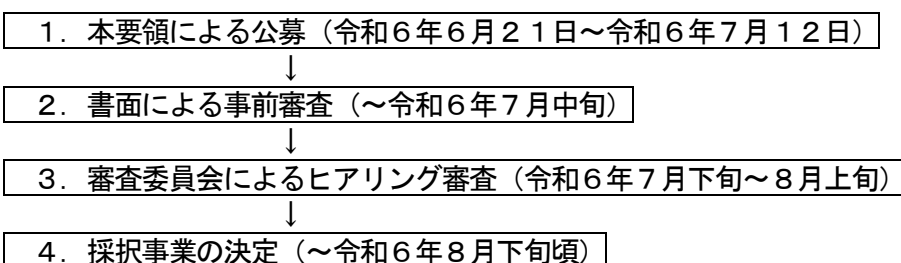 １．本要領による公募（令和６年６月２１日～令和６年７月１２日）
↓
２．書面による事前審査（～令和６年７月中旬）
↓
３．審査委員会によるヒアリング審査（令和６年７月下旬～８月上旬）
↓
４．採択事業の決定（～令和６年８月下旬頃）